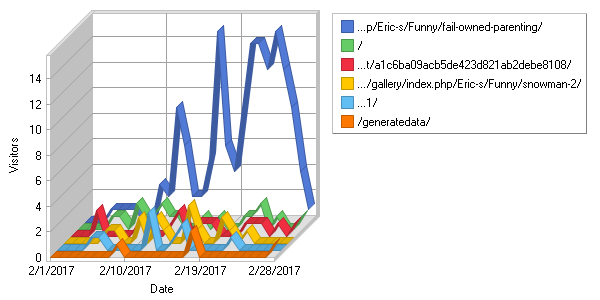 14
12
10
8
6
4
2
0
Visitors
2/1/2017 2/10/2017 2/19/2017 2/28/2017
Date
...p/Eric-s/Funny/fail-owned-parenting/
/
...t/a1c6ba09acb5de423d821ab2debe8108/
.../gallery/index.php/Eric-s/Funny/snowman-2/
...1/
/generatedata/